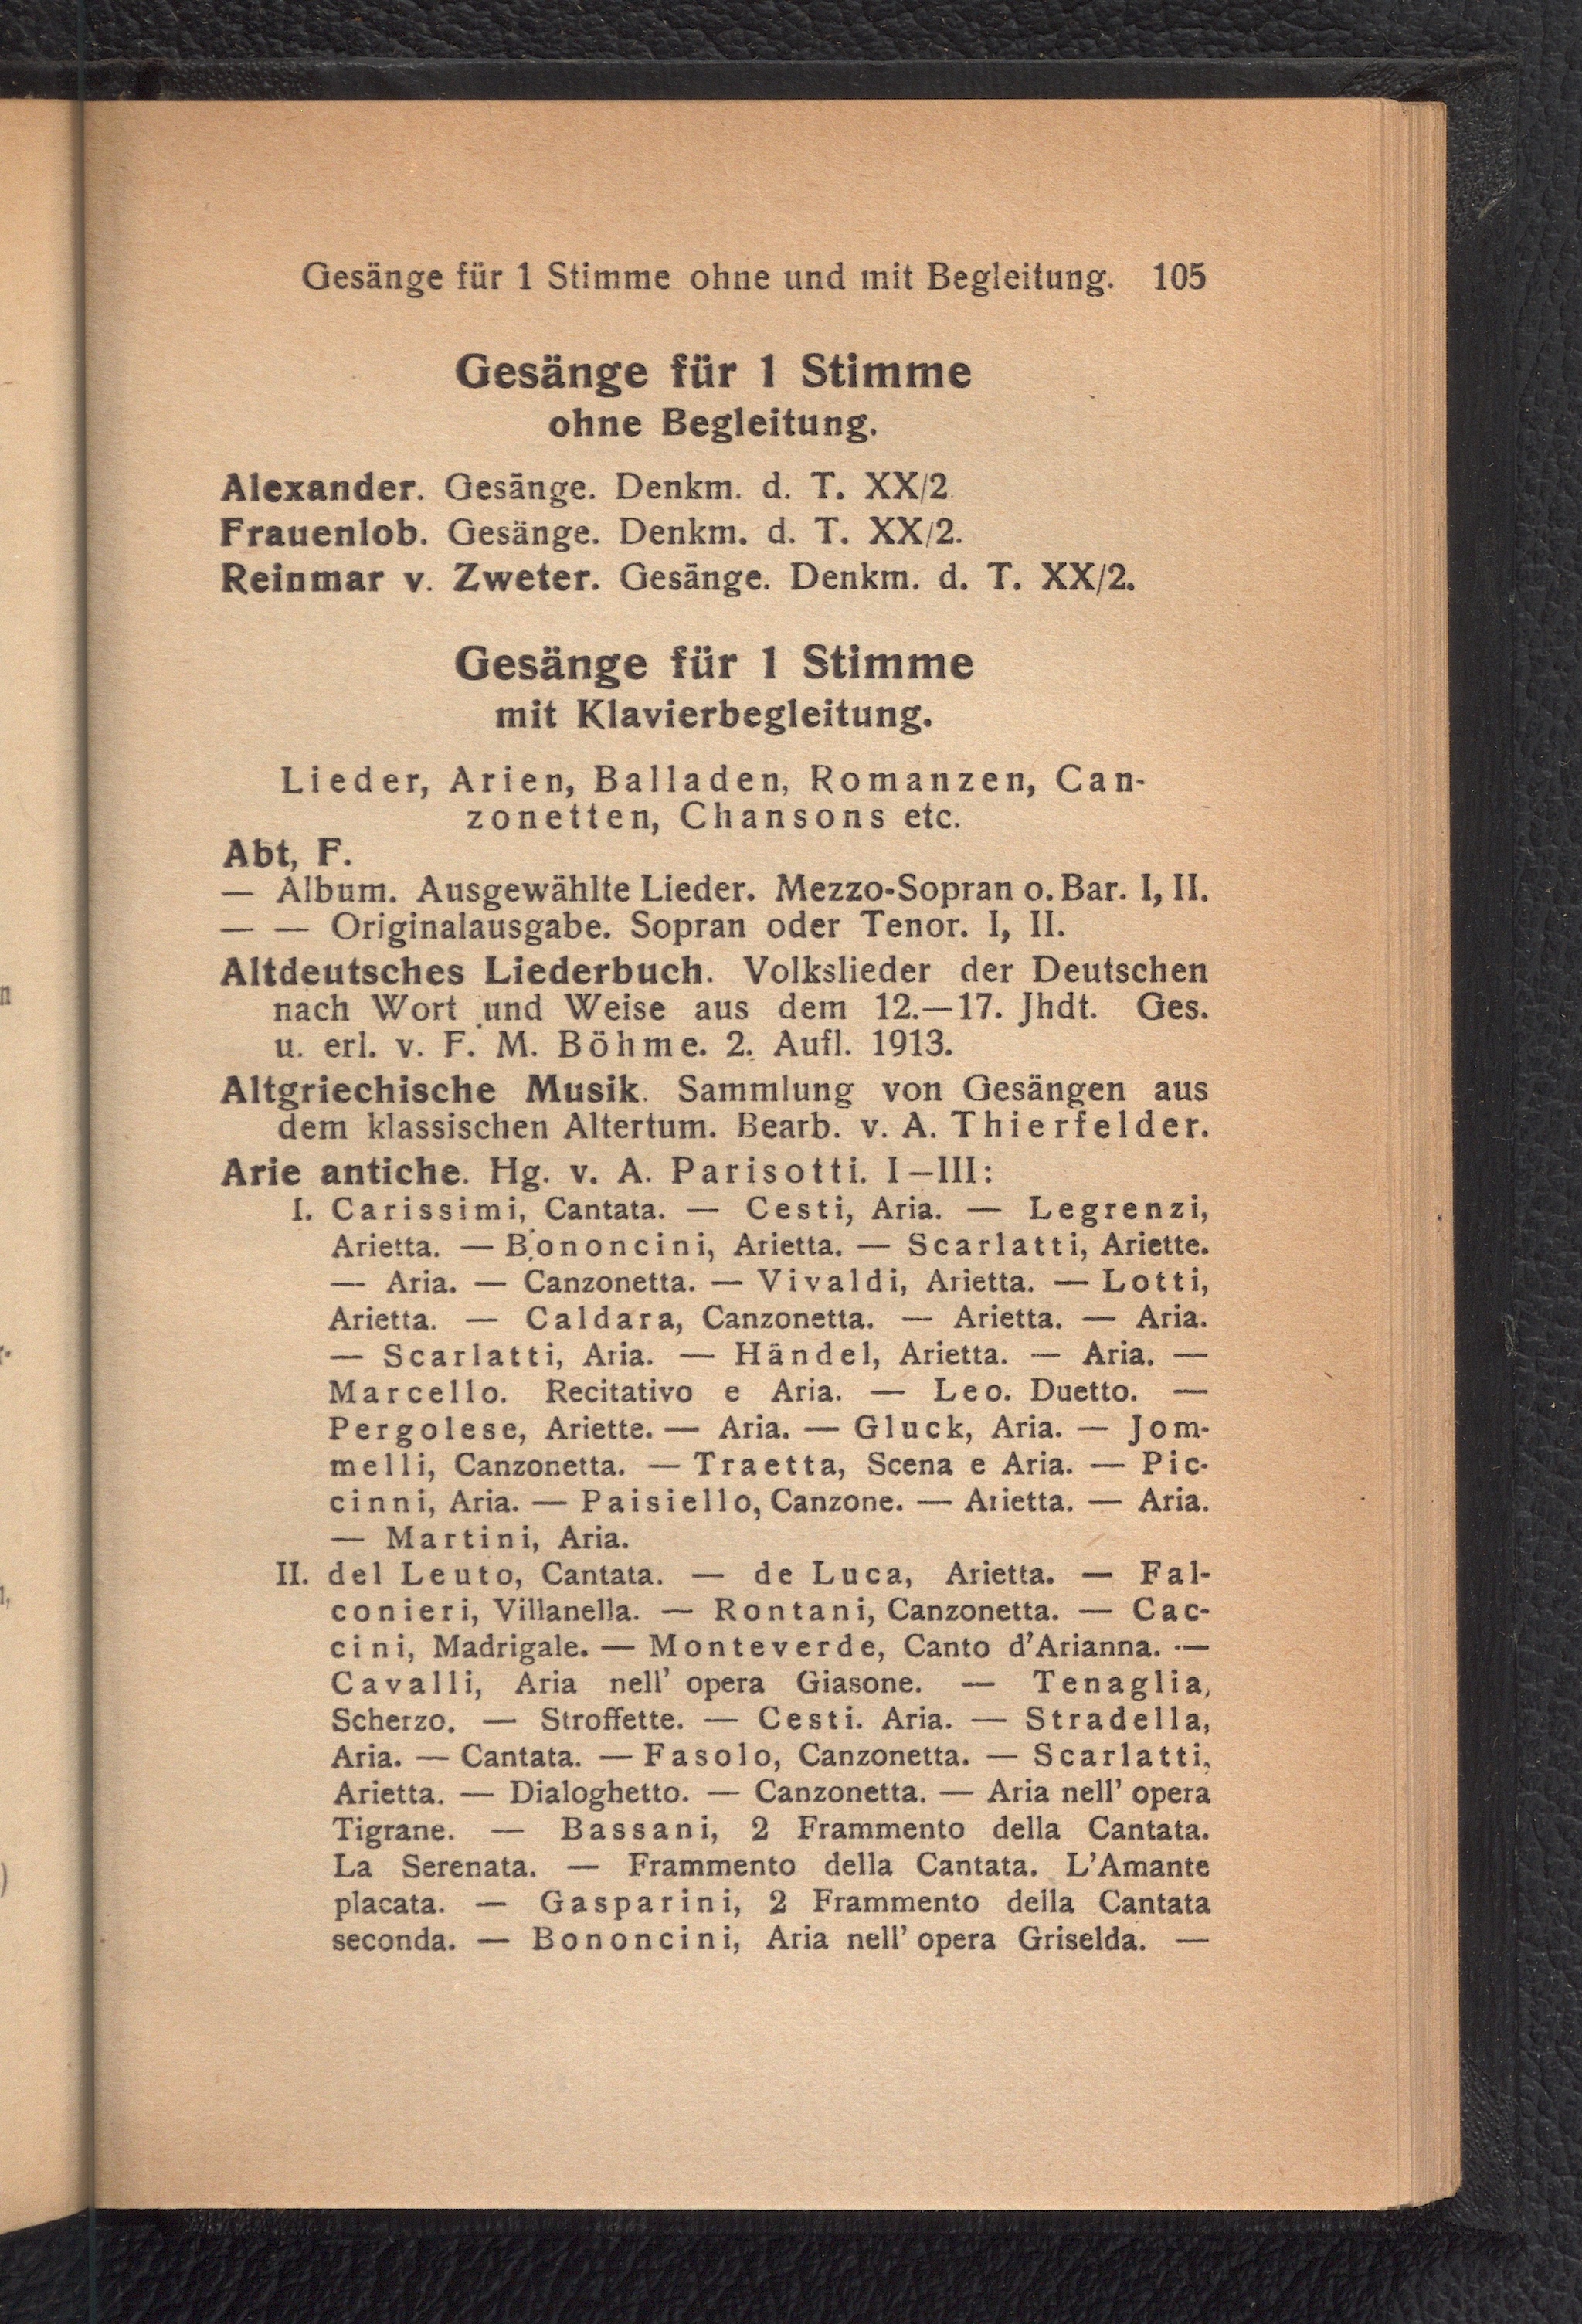 Gesänge für 1 Stimme ohne und mit Begleitung. 105
Gesänge für 1 Stimme
ohne Begleitung.
Alexander. Gesänge. Denkm. d. T. XX/2
Frauenlob. Gesänge. Denkm. d. T. XX/2.
Reinmar v. Zweter. Gesänge. Denkm. d. T. XX/2.
Gesänge für 1 Stimme
mit Klavierbegleitung.
Lieder, Arien, Balladen, Romanzen, Can-
zonetten, Chansons etc.
Abt, F.
— Album. Ausgewählte Lieder. Mezzo-Sopran o. Bar. I, II.
— — Originalausgabe. Sopran oder Tenor. I, II.
Altdeutsches Liederbuch. Volkslieder der Deutschen
nach Wort und Weise aus dem 12.—17. Jhdt. Ges.
u. erl. v. F. M. Böhme. 2. Aufl. 1913.
Altgriechische Musik. Sammlung von Gesängen aus
dem klassischen Altertum. Bearb. v. A. Thierfelder.
Arie antiche. Hg. v. A. Parisotti. I—III:
I. Carissimi, Cantata. — Cesti, Aria. — Legrenzi,
Arietta. — Bononcini, Arietta. — Scarlatti, Ariette.
— Aria. — Canzonetta. — Vivaldi, Arietta. — Lotti,
Arietta. — Caldara, Canzonetta. — Arietta. — Aria.
— Scarlatti, Aria. — Händel, Arietta. — Aria. —
Marcello. Recitativo e Aria. — Leo. Duetto. —
Pergolese, Ariette. — Aria. — Gluck, Aria. — Jom-
melli, Canzonetta. — Traetta, Scena e Aria. — Pic-
cinni, Aria. — Paisiello, Canzone. — Arietta. — Aria.
— Martini, Aria.
II. del Leuto, Cantata. — de Luca, Arietta. — Fal-
conieri, Villanella. — Rontani, Canzonetta. — Cac-
cini, Madrigale. — Monteverde, Canto d'Arianna. —
Cavalli, Aria nell' opera Giasone. — Tenaglia,
Scherzo. — Stroffette. — Cesti. Aria. — Stradella,
Aria. — Cantata. — Fasolo, Canzonetta. — Scarlatti,
Arietta. — Dialoghetto. — Canzonetta. — Aria nell' opera
Tigrane. — Bassani, 2 Frammento della Cantata.
La Serenata. — Frammento della Cantata. L'Amante
placata. — Gasparini, 2 Frammento della Cantata
seconda. — Bononcini, Aria nell' opera Griselda. —